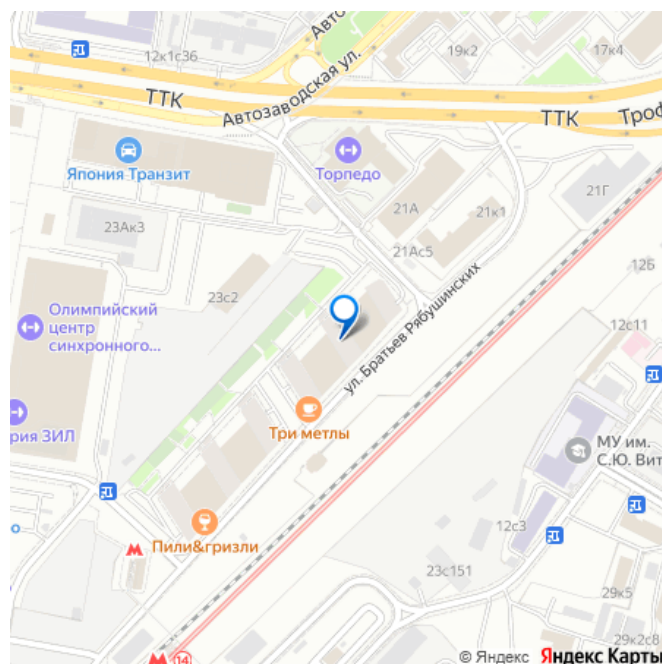 12к1с36
Авто
19к2
17к4
ТТК
Автозаводская ул.
ТТК
Троф
Япония Транзит
Торпедо
21А
21к1
21Г
23Ак3
21Ас5
12Б
23с2
ул. Братьев Рябушинских
Олимпийский
центр
синхронного...
12с11
Три метлы
рия ЗИЛ
МУ им.
С.Ю. Вит
о
Пили&гризли
12с3
23с151
29к5
29к2с8
14
© Яндекс Яндекс Карты